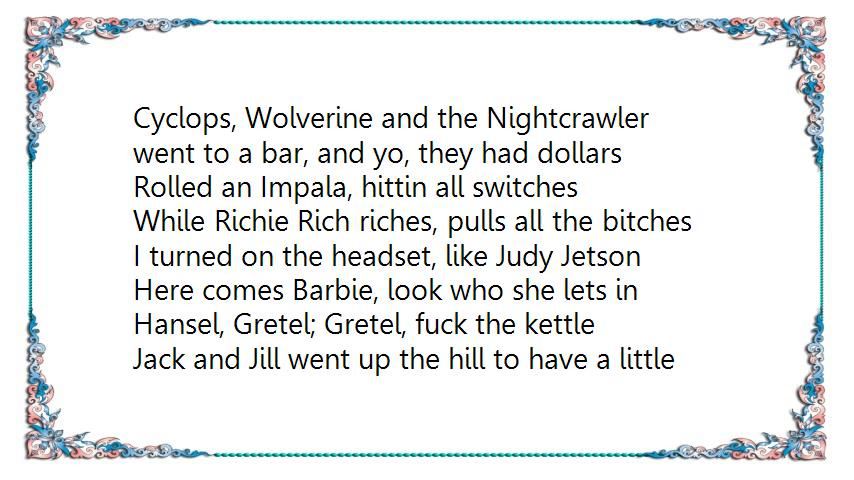 Cyclops, Wolverine and the Nightcrawler
went to a bar, and yo, they had dollars
Rolled an Impala, hittin all switches
While Richie Rich riches, pulls all the bitches
I turned on the headset, like Judy Jetson
Here comes Barbie, look who she lets in
Hansel, Gretel; Gretel, fuck the kettle
Jack and Jill went up the hill to have a little